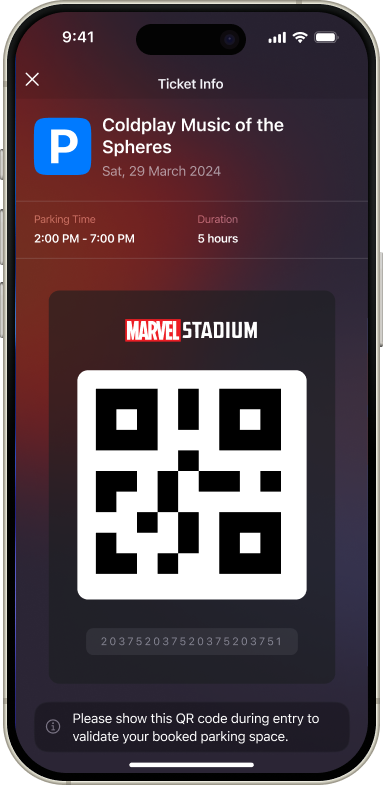 9:41
Ticket Info
P
Coldplay Music of the
Spheres
Sat, 29 March 2024
Parking Time
Duration
2:00 PM - 7:00 PM
5 hours
MARVEL STADIUM
20375203752037520375​1
Please show this QR code during entry to
validate your booked parking space.